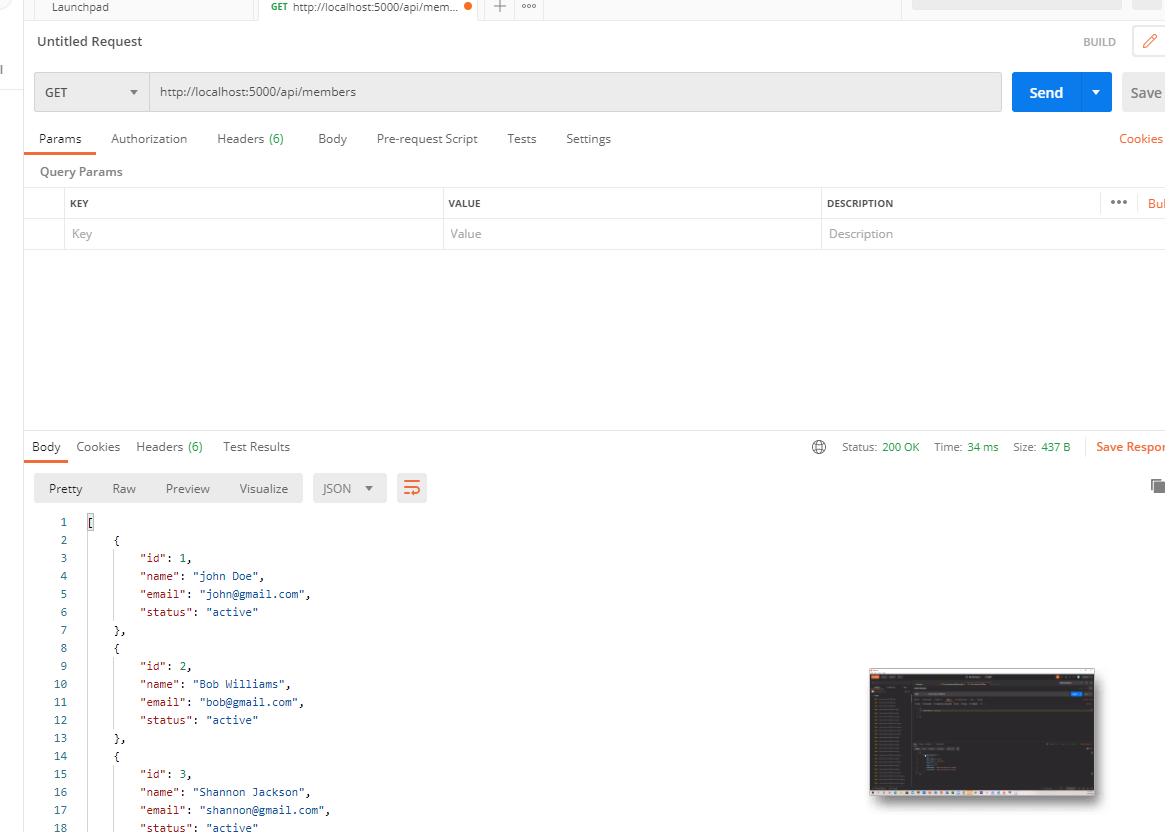 Launchpad GET http://localhost:5000/api/mem...
Untitled Request BUILD
GET http://localhost:5000/api/members Send Save
Params Authorization Headers (6) Body Pre-request Script Tests Settings Cookies
Query Params
KEY VALUE DESCRIPTION Bul
Key Value Description
Body Cookies Headers (6) Test Results Status: 200 OK Time: 34 ms Size: 437 B Save Respon
Pretty Raw Preview Visualize JSON
1 [
2 {
3 "id": 1,
4 "name": "john Doe",
5 "email": "john@gmail.com",
6 "status": "active"
7 },
8 {
9 "id": 2,
10 "name": "Bob Williams",
11 "email": "bob@gmail.com",
12 "status": "active"
13 },
14 {
15 "id": 3,
16 "name": "Shannon Jackson",
17 "email": "shannon@gmail.com",
18 "status": "active"